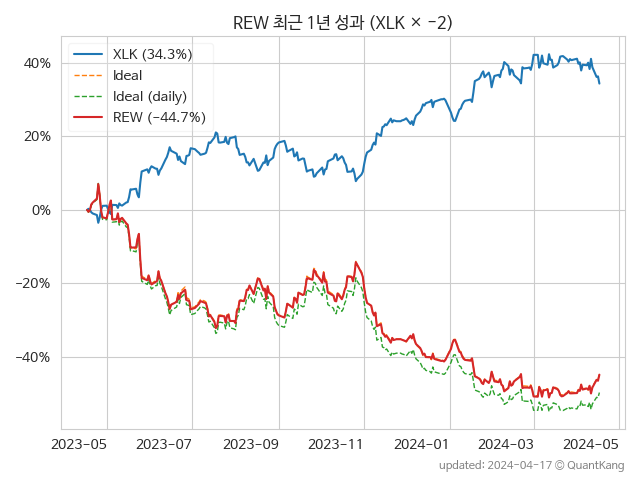 REW 최근 1년 성과 (XLK × −2)
XLK (34.3%)
Ideal
Ideal (daily)
REW (−44.7%)
40%
20%
0%
−20%
−40%
2023−05 2023−07 2023−09 2023−11 2024−01 2024−03 2024−05
updated: 2024−04−17 © QuantKang